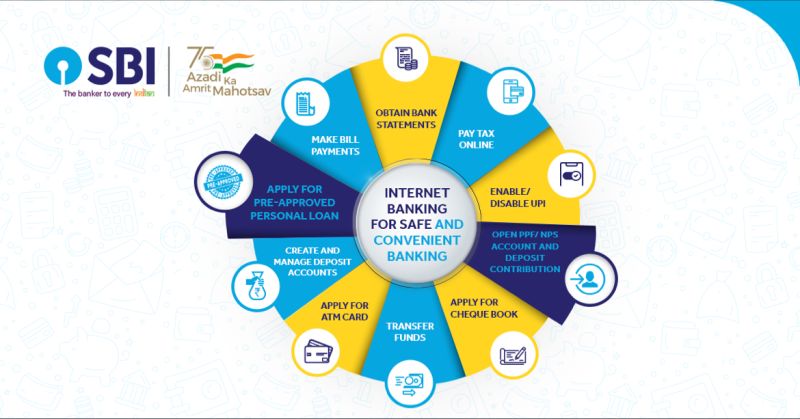 SBI
The banker to every Indian
75
Azadi Ka
Amrit Mahotsav
OBTAIN BANK
STATEMENTS
PAY TAX
ONLINE
ENABLE/
DISABLE UPI
OPEN PPF/ NPS
ACCOUNT AND
DEPOSIT
CONTRIBUTION
APPLY FOR
CHEQUE BOOK
TRANSFER
FUNDS
APPLY FOR
ATM CARD
CREATE AND
MANAGE DEPOSIT
ACCOUNTS
APPLY FOR
PRE-APPROVED
PERSONAL LOAN
PRE-APPROVED
MAKE BILL
PAYMENTS
INTERNET
BANKING
FOR SAFE AND
CONVENIENT
BANKING
₹